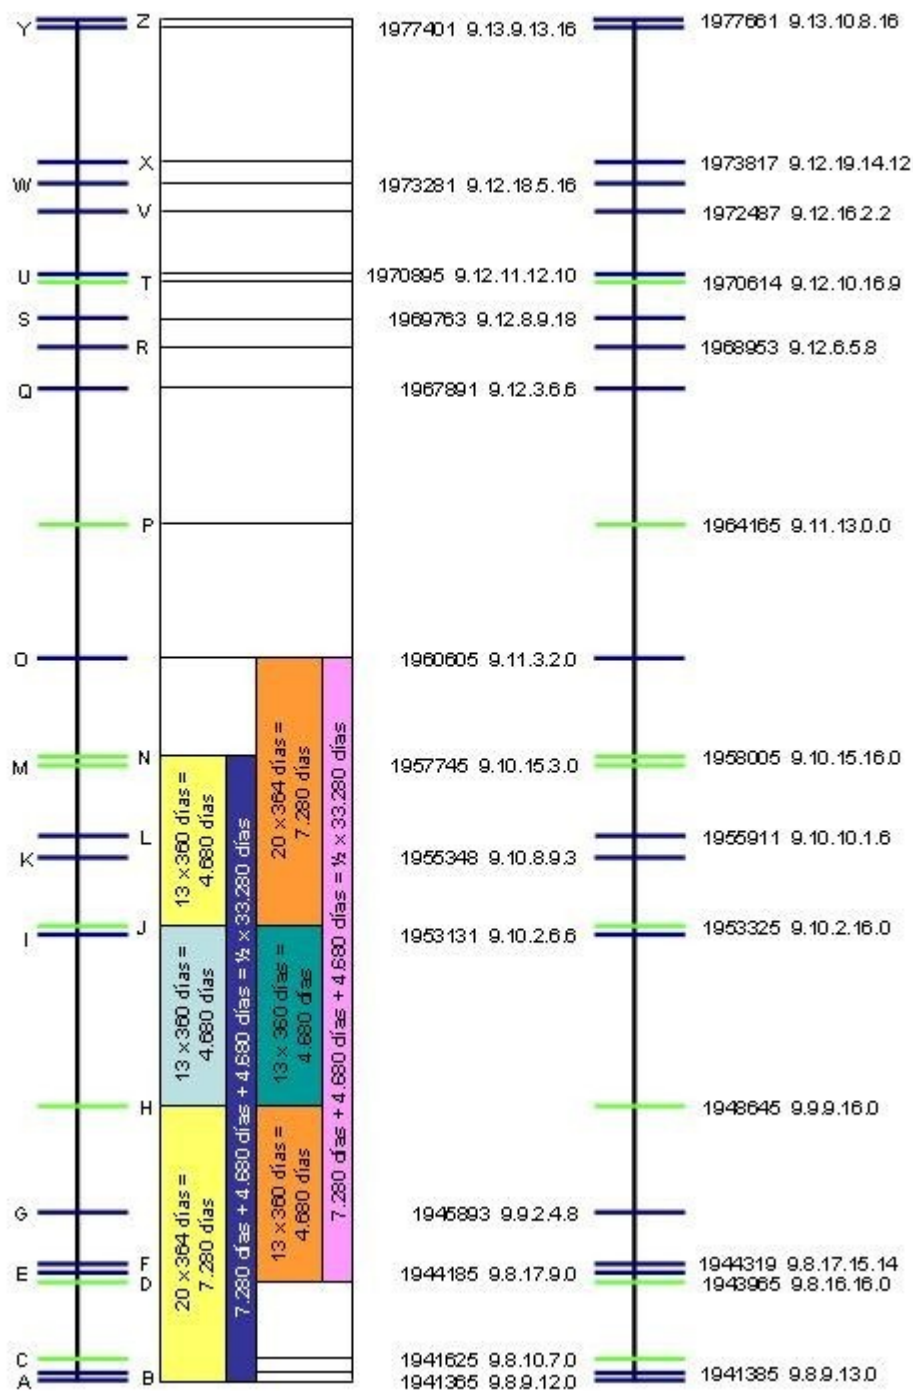 Y Z 1977401 9.13.9.13.16 1977661 9.13.10.8.16
X 1973817 9.12.19.14.12
W 1973281 9.12.18.5.16
V 1972487 9.12.16.2.2
U 1970895 9.12.11.12.10
T 1970614 9.12.10.16.9
S 1969763 9.12.8.9.18
R 1968953 9.12.6.5.8
Q 1967891 9.12.3.6.6
P 1964165 9.11.13.0.0
O 1960605 9.11.3.2.0
N 1958005 9.10.15.16.0
M 1957745 9.10.15.3.0
L 1955911 9.10.10.1.6
K 1955348 9.10.8.9.3
J 1953325 9.10.2.16.0
I 1953131 9.10.2.6.6
H 1948645 9.9.9.16.0
G 1945893 9.9.2.4.8
F 1944319 9.8.17.15.14
E 1944185 9.8.17.9.0
D 1943965 9.8.16.16.0
C 1941625 9.8.10.7.0
B 1941385 9.8.9.13.0
A 1941365 9.8.9.12.0
13 x 360 días =
4.680 días
13 x 360 días =
4.680 días
20 x 364 días =
7.280 días
7.280 días + 4.680 días + 4.680 días = ½ x 33.280 días
20 x 364 días =
7.280 días
13 x 360 días =
4.680 días
13 x 360 días =
4.680 días
7.280 días + 4.680 días + 4.680 días = ½ x 33.280 días